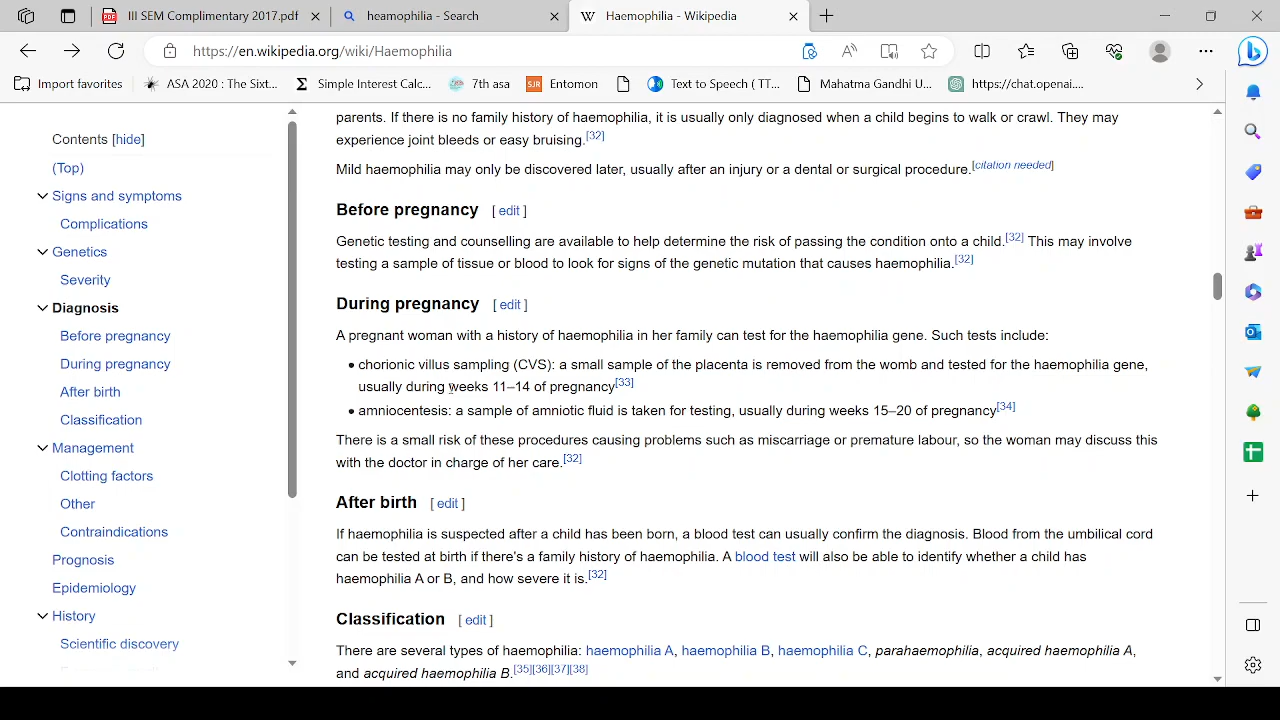 III SEM Complimentary 2017.pdf
heamophilia - Search
Haemophilia - Wikipedia
https://en.wikipedia.org/wiki/Haemophilia
Import favorites
ASA 2020 : The Sixt...
Simple Interest Calc...
7th asa
SJR
Entomon
Text to Speech ( TT...
Mahatma Gandhi U...
https://chat.openai....
Contents [hide]
(Top)
Signs and symptoms
Complications
Genetics
Severity
Diagnosis
Before pregnancy
During pregnancy
After birth
Classification
Management
Clotting factors
Other
Contraindications
Prognosis
Epidemiology
History
Scientific discovery
parents. If there is no family history of haemophilia, it is usually only diagnosed when a child begins to walk or crawl. They may
experience joint bleeds or easy bruising.[32]
Mild haemophilia may only be discovered later, usually after an injury or a dental or surgical procedure.[citation needed]
Before pregnancy [ edit ]
Genetic testing and counselling are available to help determine the risk of passing the condition onto a child.[32] This may involve
testing a sample of tissue or blood to look for signs of the genetic mutation that causes haemophilia.[32]
During pregnancy [ edit ]
A pregnant woman with a history of haemophilia in her family can test for the haemophilia gene. Such tests include:
• chorionic villus sampling (CVS): a small sample of the placenta is removed from the womb and tested for the haemophilia gene,
usually during weeks 11–14 of pregnancy[33]
• amniocentesis: a sample of amniotic fluid is taken for testing, usually during weeks 15–20 of pregnancy[34]
There is a small risk of these procedures causing problems such as miscarriage or premature labour, so the woman may discuss this
with the doctor in charge of her care.[32]
After birth [ edit ]
If haemophilia is suspected after a child has been born, a blood test can usually confirm the diagnosis. Blood from the umbilical cord
can be tested at birth if there's a family history of haemophilia. A blood test will also be able to identify whether a child has
haemophilia A or B, and how severe it is.[32]
Classification [ edit ]
There are several types of haemophilia: haemophilia A, haemophilia B, haemophilia C, parahaemophilia, acquired haemophilia A,
and acquired haemophilia B.[35][36][37][38]